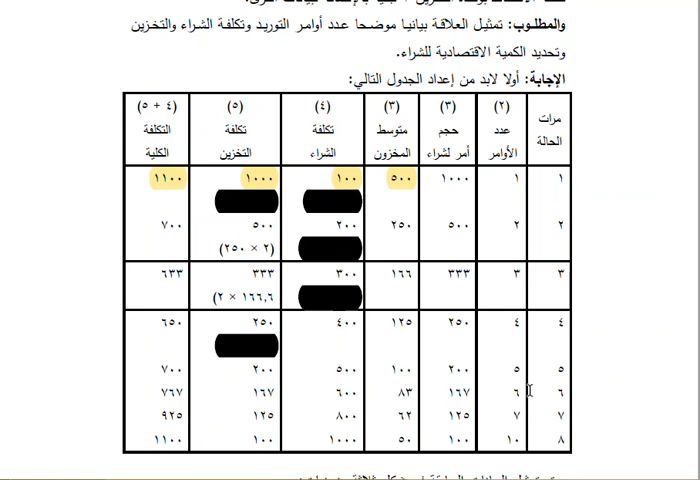 والمطلوب: تمثيل العلاقة بيانيا موضحا عدد أوامر التوريد وتكلفة الشراء والتخزين
وتحديد الكمية الاقتصادية للشراء.
الإجابة: أولا لابد من إعداد الجدول التالي:
مرات الحالة (٢) عدد الأوامر (٣) حجم أمر لشراء (٣) متوسط المخزون (٤) تكلفة الشراء (٥) تكلفة التخزين (٤ + ٥) التكلفة الكلية
١ ١ ١٠٠٠ ٥٠٠ ١٠٠ ١٠٠٠ ١١٠٠
٢ ٢ ٥٠٠ ٢٥٠ ٢٠٠ ٥٠٠ ٧٠٠
(٢ × ٢٥٠)
٣ ٣ ٣٣٣ ١٦٦ ٣٠٠ ٣٣٣ ٦٣٣
٢ × ١٦٦,٦)
٤ ٤ ٢٥٠ ١٢٥ ٤٠٠ ٢٥٠ ٦٥٠
٥ ٥ ٢٠٠ ١٠٠ ٥٠٠ ٢٠٠ ٧٠٠
٦ ٦ ١٦٧ ٨٣ ٦٠٠ ١٦٧ ٧٦٧
٧ ٧ ١٢٥ ٦٢ ٨٠٠ ١٢٥ ٩٢٥
٨ ١٠ ١٠٠ ٥٠ ١٠٠٠ ١٠٠ ١١٠٠